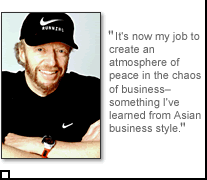 RUNNING
"It's now my job to
create an
atmosphere of
peace in the chaos
of business–
something I've
learned from Asian
business style."